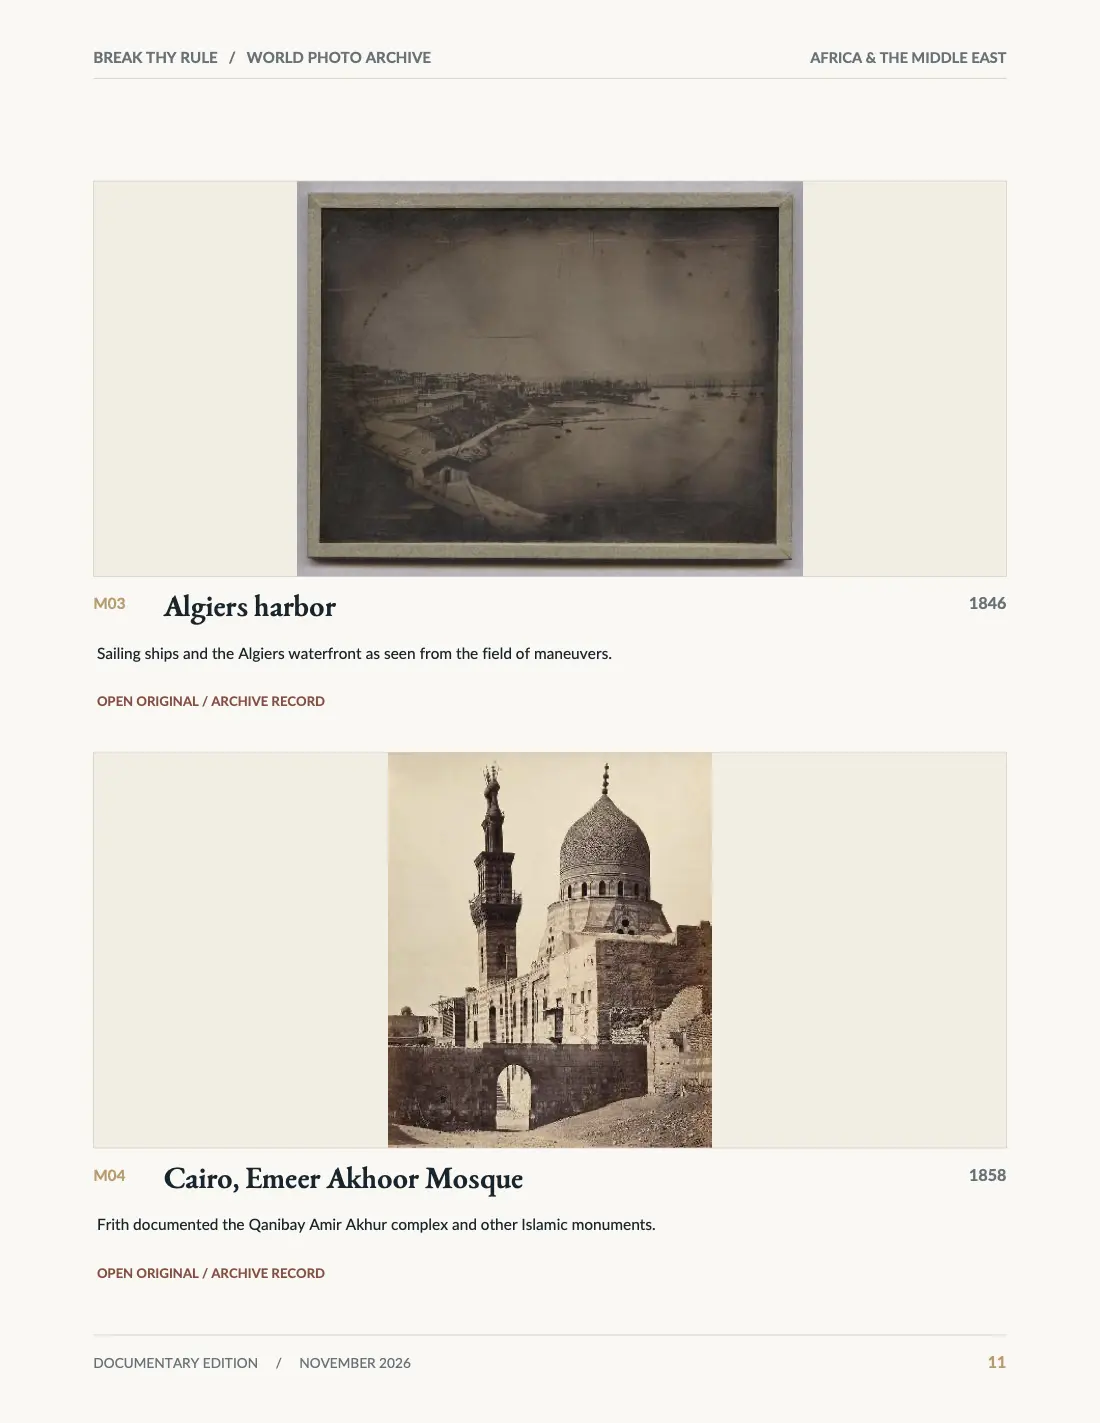 BREAK THY RULE / WORLD PHOTO ARCHIVE
AFRICA & THE MIDDLE EAST
M03 Algiers harbor 1846
Sailing ships and the Algiers waterfront as seen from the field of maneuvers.
OPEN ORIGINAL / ARCHIVE RECORD
M04 Cairo, Emeer Akhoor Mosque 1858
Frith documented the Qanibay Amir Akhur complex and other Islamic monuments.
OPEN ORIGINAL / ARCHIVE RECORD
DOCUMENTARY EDITION / NOVEMBER 2026
11